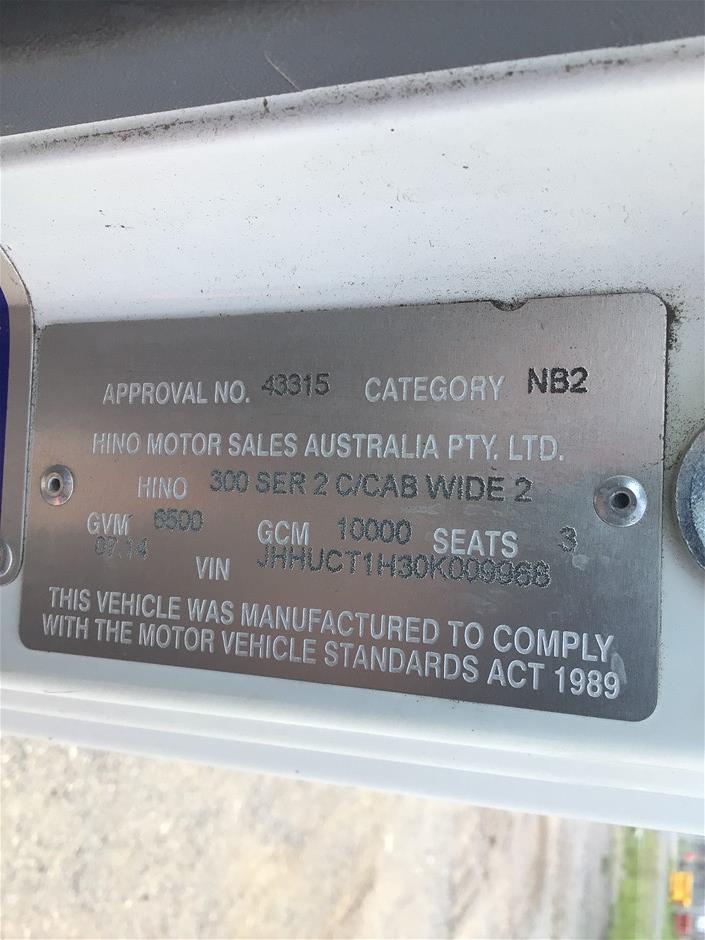 APPROVAL NO. 43315 CATEGORY NB2
HINO MOTOR SALES AUSTRALIA PTY. LTD.
HINO 300 SER 2 C/CAB WIDE 2
GVM 6500 GCM 10000 SEATS 3
07.14 VIN JHHUCT1H30K009968
THIS VEHICLE WAS MANUFACTURED TO COMPLY
WITH THE MOTOR VEHICLE STANDARDS ACT 1989